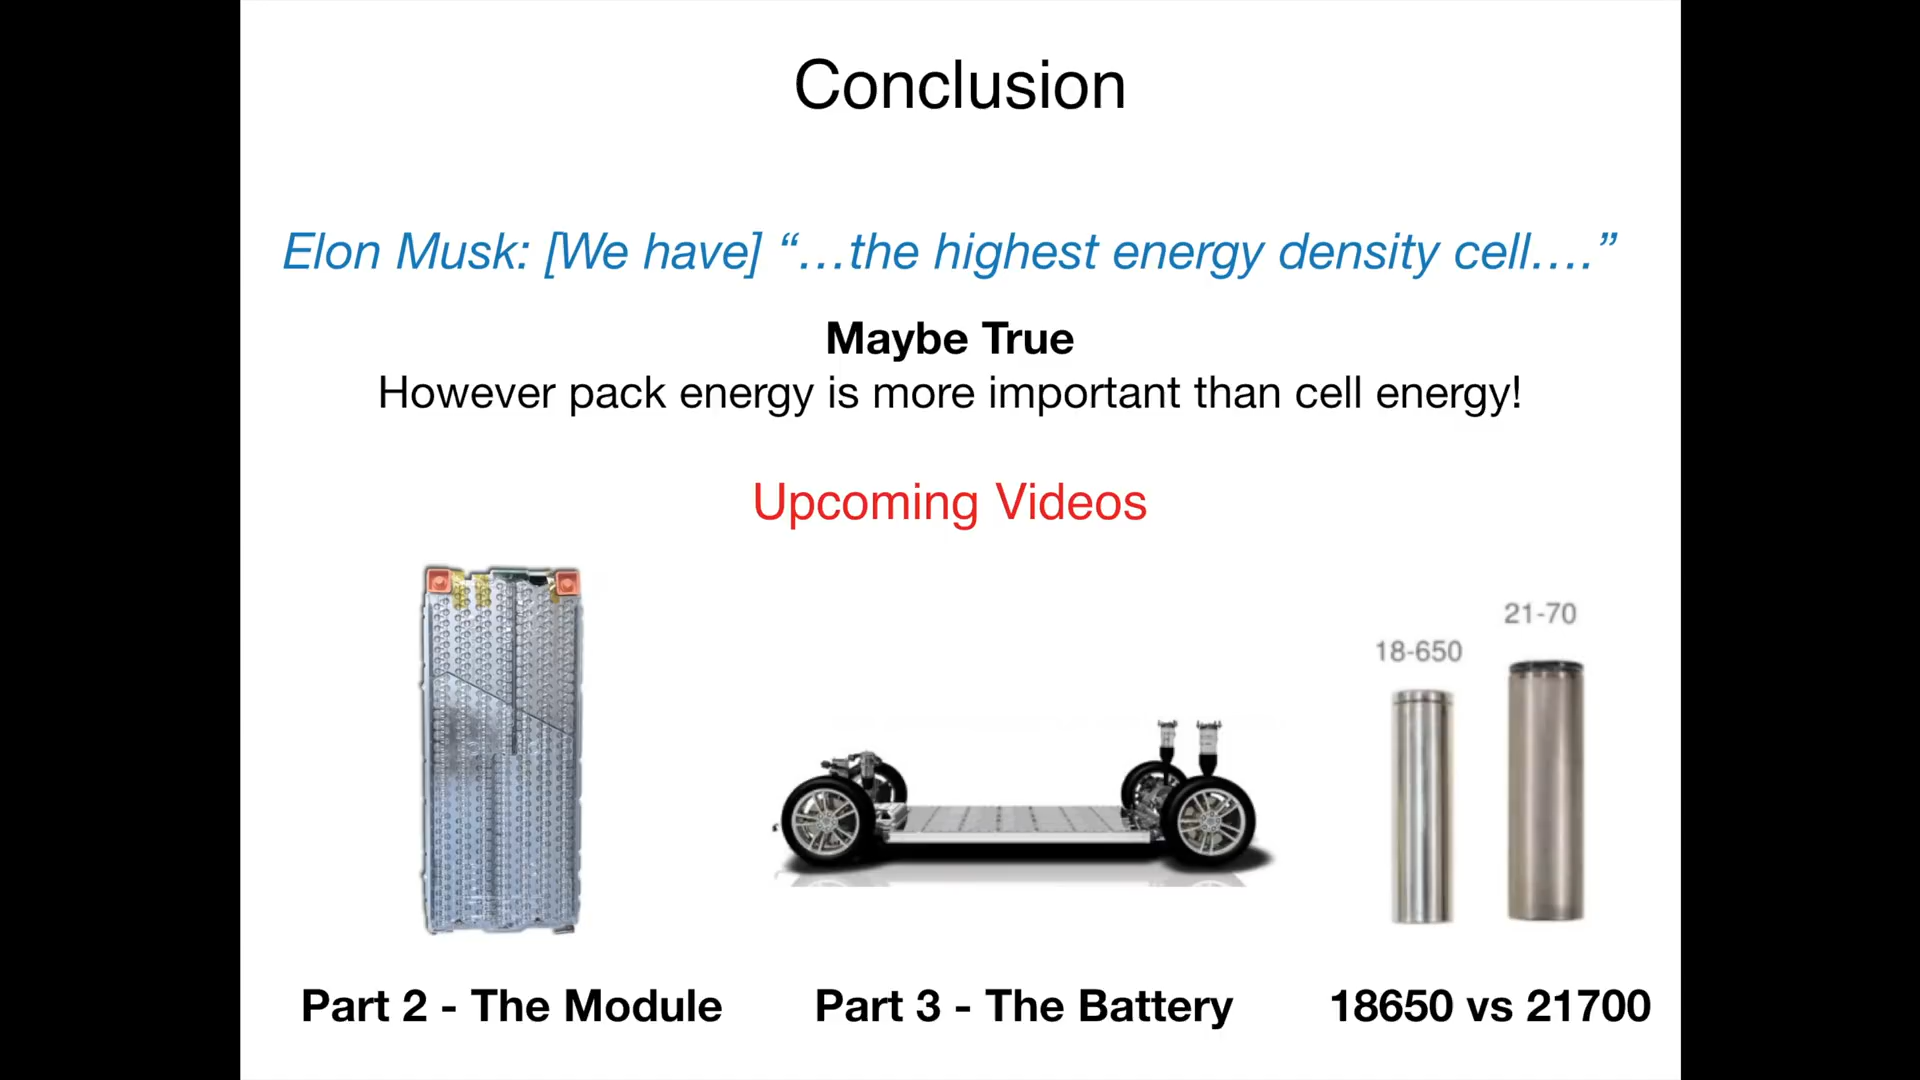 Conclusion
Elon Musk: [We have] “…the highest energy density cell….”
Maybe True
However pack energy is more important than cell energy!
Upcoming Videos
21-70
18-650
Part 2 - The Module
Part 3 - The Battery
18650 vs 21700